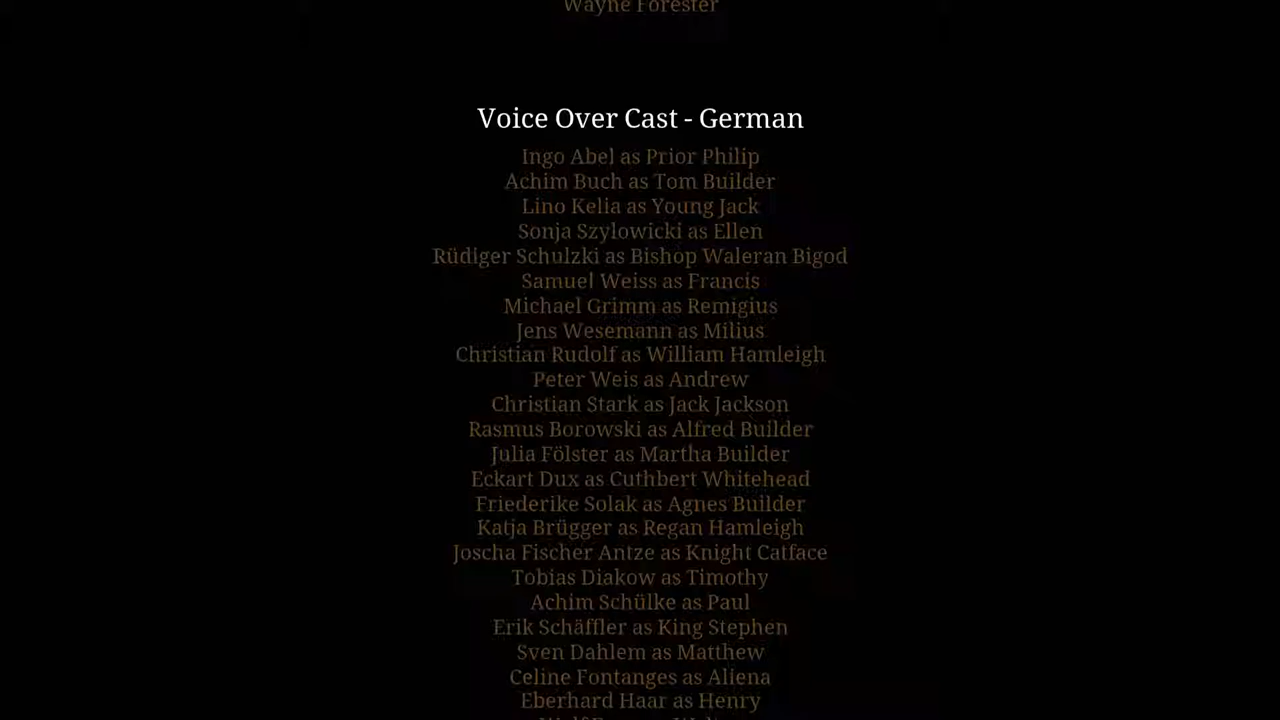 Wayne Forester
Voice Over Cast - German
Ingo Abel as Prior Philip
Achim Buch as Tom Builder
Lino Kelia as Young Jack
Sonja Szylowicki as Ellen
Rüdiger Schulzki as Bishop Waleran Bigod
Samuel Weiss as Francis
Michael Grimm as Remigius
Jens Wesemann as Milius
Christian Rudolf as William Hamleigh
Peter Weis as Andrew
Christian Stark as Jack Jackson
Rasmus Borowski as Alfred Builder
Julia Fölster as Martha Builder
Eckart Dux as Cuthbert Whitehead
Friederike Solak as Agnes Builder
Katja Brügger as Regan Hamleigh
Joscha Fischer Antze as Knight Catface
Tobias Diakow as Timothy
Achim Schülke as Paul
Erik Schäffler as King Stephen
Sven Dahlem as Matthew
Celine Fontanges as Aliena
Eberhard Haar as Henry